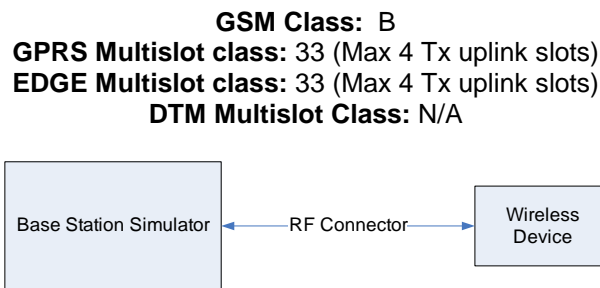 GSM Class: B
GPRS Multislot class: 33 (Max 4 Tx uplink slots)
EDGE Multislot class: 33 (Max 4 Tx uplink slots)
DTM Multislot Class: N/A
Base Station Simulator
RF Connector
Wireless
Device